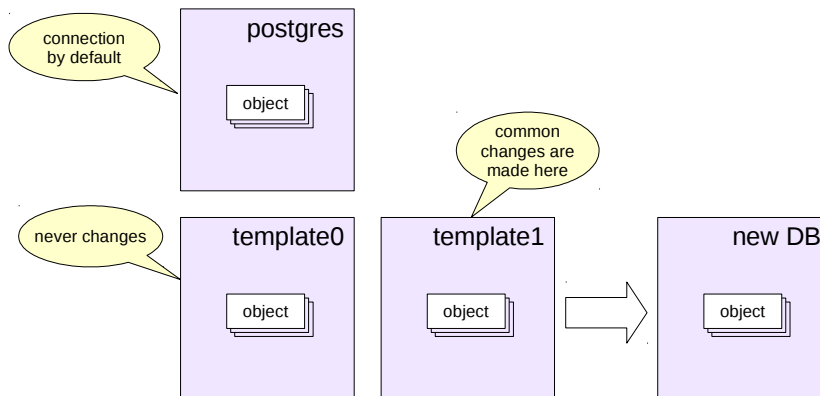 postgres
connection
by default
object
common
changes are
made here
never changes
template0
template1
new DB
object
object
object